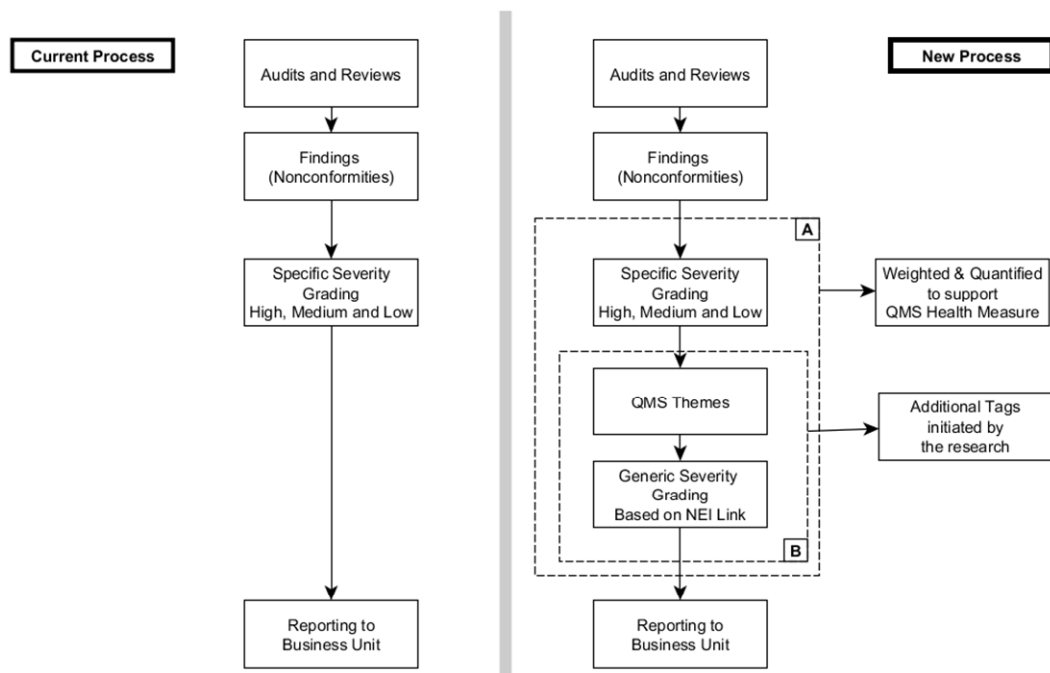 Current Process
Audits and Reviews
Findings
(Nonconformities)
Specific Severity
Grading
High, Medium and Low
Reporting to
Business Unit
New Process
Audits and Reviews
Findings
(Nonconformities)
A
Specific Severity
Grading
High, Medium and Low
Weighted & Quantified
to support
QMS Health Measure
QMS Themes
Additional Tags
initiated by
the research
Generic Severity
Grading
Based on NEI Link
B
Reporting to
Business Unit